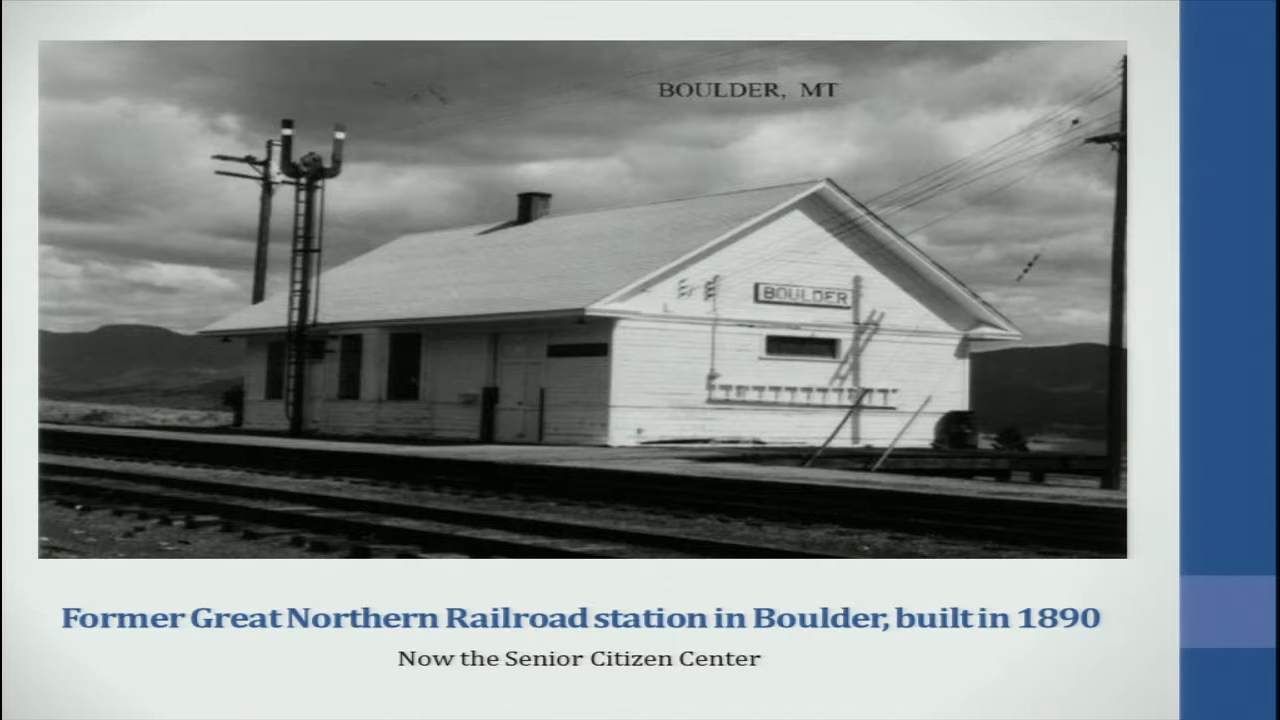 BOULDER, MT
BOULDER
Former Great Northern Railroad station in Boulder, built in 1890
Now the Senior Citizen Center